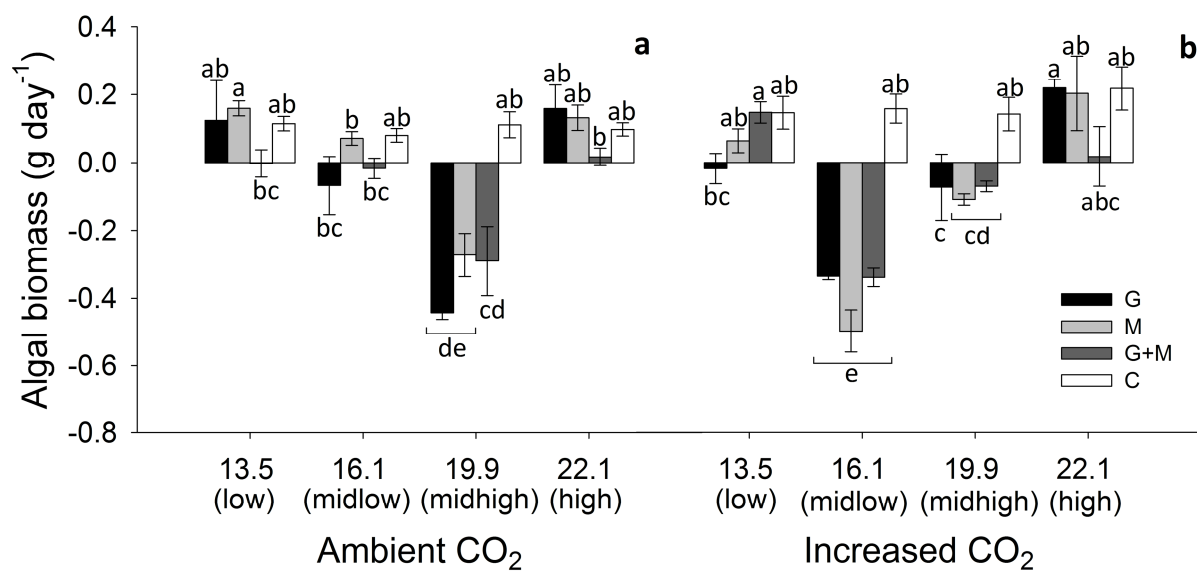 Algal biomass (g day⁻¹)
0.4
0.2
0.0
-0.2
-0.4
-0.6
-0.8
a
ab
a
bc
ab
bc
b
bc
ab
de
cd
ab
ab
ab
b
ab
b
bc
ab
a
ab
e
ab
c
cd
ab
a
ab
abc
ab
G
M
G+M
C
13.5
(low)
16.1
(midlow)
19.9
(midhigh)
22.1
(high)
13.5
(low)
16.1
(midlow)
19.9
(midhigh)
22.1
(high)
Ambient CO₂
Increased CO₂